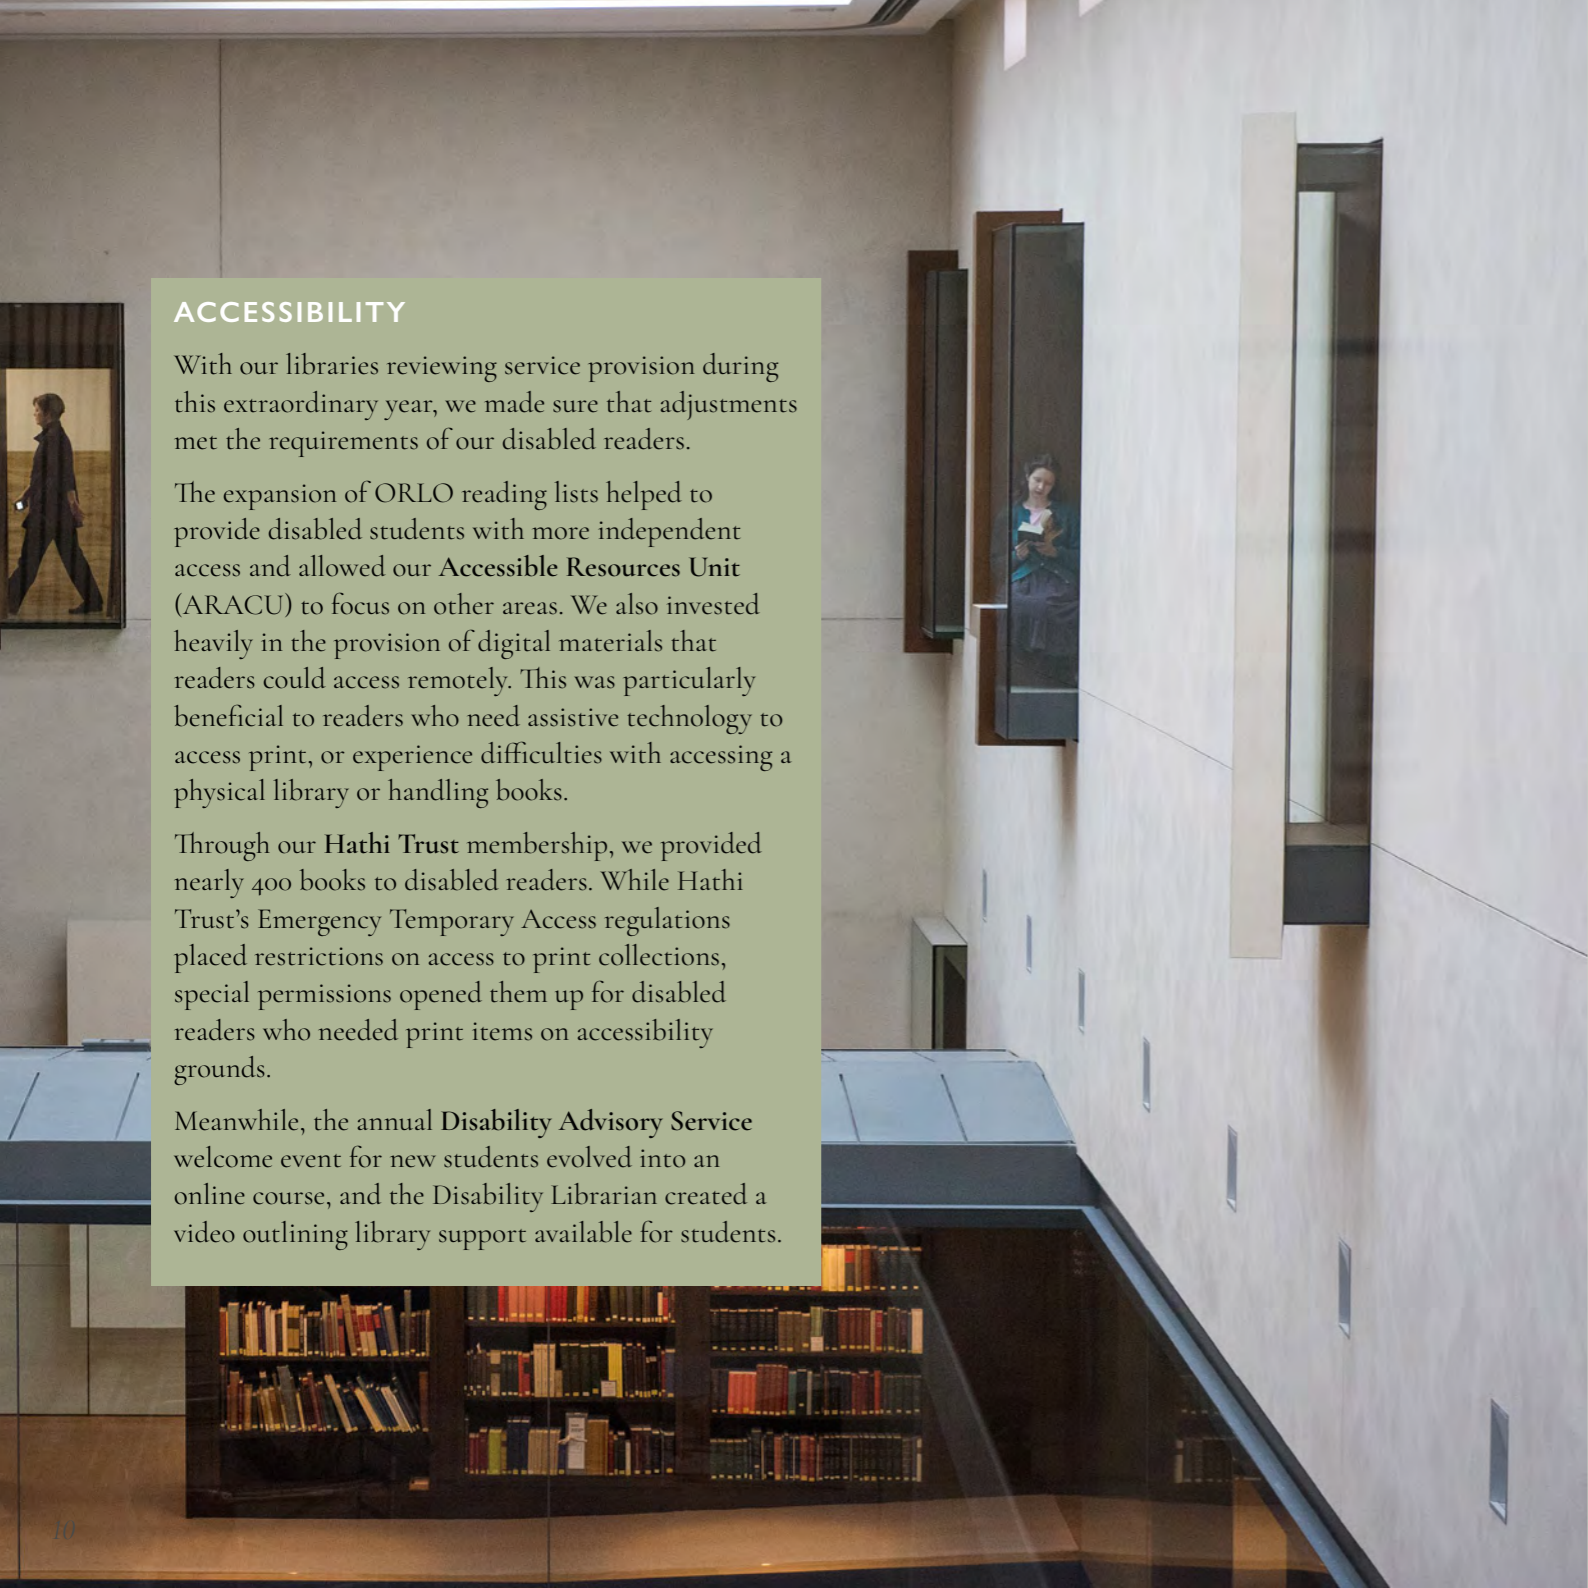 ACCESSIBILITY
With our libraries reviewing service provision during
this extraordinary year, we made sure that adjustments
met the requirements of our disabled readers.
The expansion of ORLO reading lists helped to
provide disabled students with more independent
access and allowed our Accessible Resources Unit
(ARACU) to focus on other areas. We also invested
heavily in the provision of digital materials that
readers could access remotely. This was particularly
beneficial to readers who need assistive technology to
access print, or experience difficulties with accessing a
physical library or handling books.
Through our Hathi Trust membership, we provided
nearly 400 books to disabled readers. While Hathi
Trust’s Emergency Temporary Access regulations
placed restrictions on access to print collections,
special permissions opened them up for disabled
readers who needed print items on accessibility
grounds.
Meanwhile, the annual Disability Advisory Service
welcome event for new students evolved into an
online course, and the Disability Librarian created a
video outlining library support available for students.
10